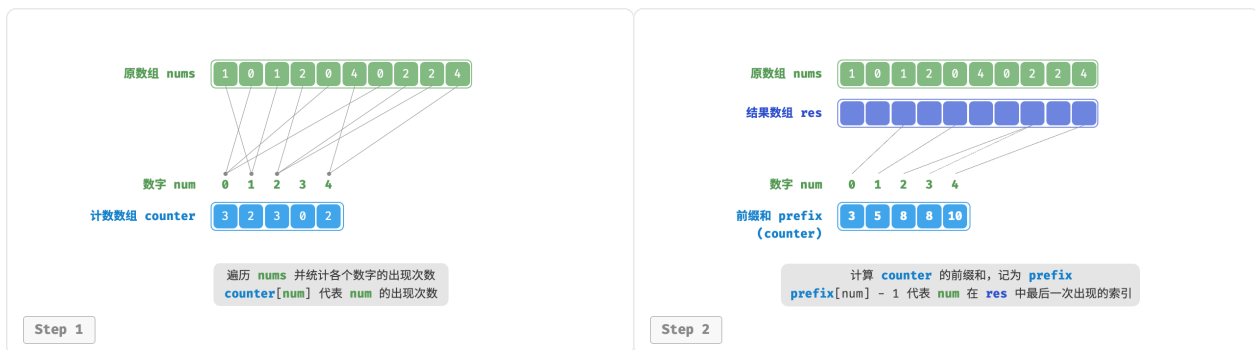 原数组 nums 1 0 1 2 0 4 0 2 2 4
数字 num 0 1 2 3 4
计数数组 counter 3 2 3 0 2
遍历 nums 并统计各个数字的出现次数
counter[num] 代表 num 的出现次数
Step 1
原数组 nums 1 0 1 2 0 4 0 2 2 4
结果数组 res
数字 num 0 1 2 3 4
前缀和 prefix 3 5 8 8 10
(counter)
计算 counter 的前缀和，记为 prefix
prefix[num] - 1 代表 num 在 res 中最后一次出现的索引
Step 2